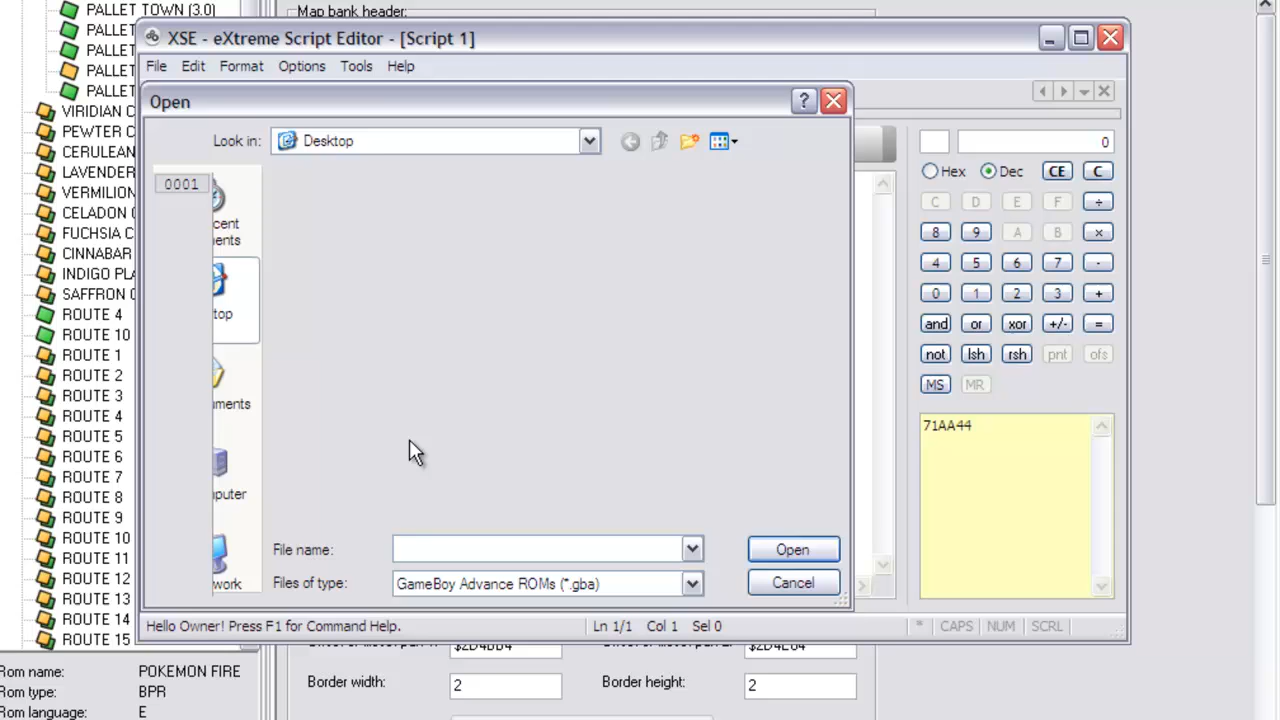 PALLET TOWN (3.0)
PALLET
PALLET
PALLET
PALLET
VIRIDIAN C
PEWTER C
CERULEAN
LAVENDER
VERMILION
CELADON C
FUCHSIA C
CINNABAR
INDIGO PLA
SAFFRON C
ROUTE 4
ROUTE 10
ROUTE 1
ROUTE 2
ROUTE 3
ROUTE 4
ROUTE 5
ROUTE 6
ROUTE 7
ROUTE 8
ROUTE 9
ROUTE 10
ROUTE 11
ROUTE 12
ROUTE 13
ROUTE 14
ROUTE 15
Rom name: POKEMON FIRE
Rom type: BPR
Rom language: E
Map bank header:
XSE - eXtreme Script Editor - [Script 1]
File Edit Format Options Tools Help
Open
Look in: Desktop
0001
cent
ments
top
uments
puter
work
File name: Open
Files of type: GameBoy Advance ROMs (*.gba) Cancel
0
Hex Dec CE C
C D E F ÷
8 9 A B ×
4 5 6 7 -
0 1 2 3 +
and or xor +/- =
not lsh rsh pnt ofs
MS MR
71AA44
Hello Owner! Press F1 for Command Help. Ln 1/1 Col 1 Sel 0 * CAPS NUM SCRL
Border width: 2 Border height: 2